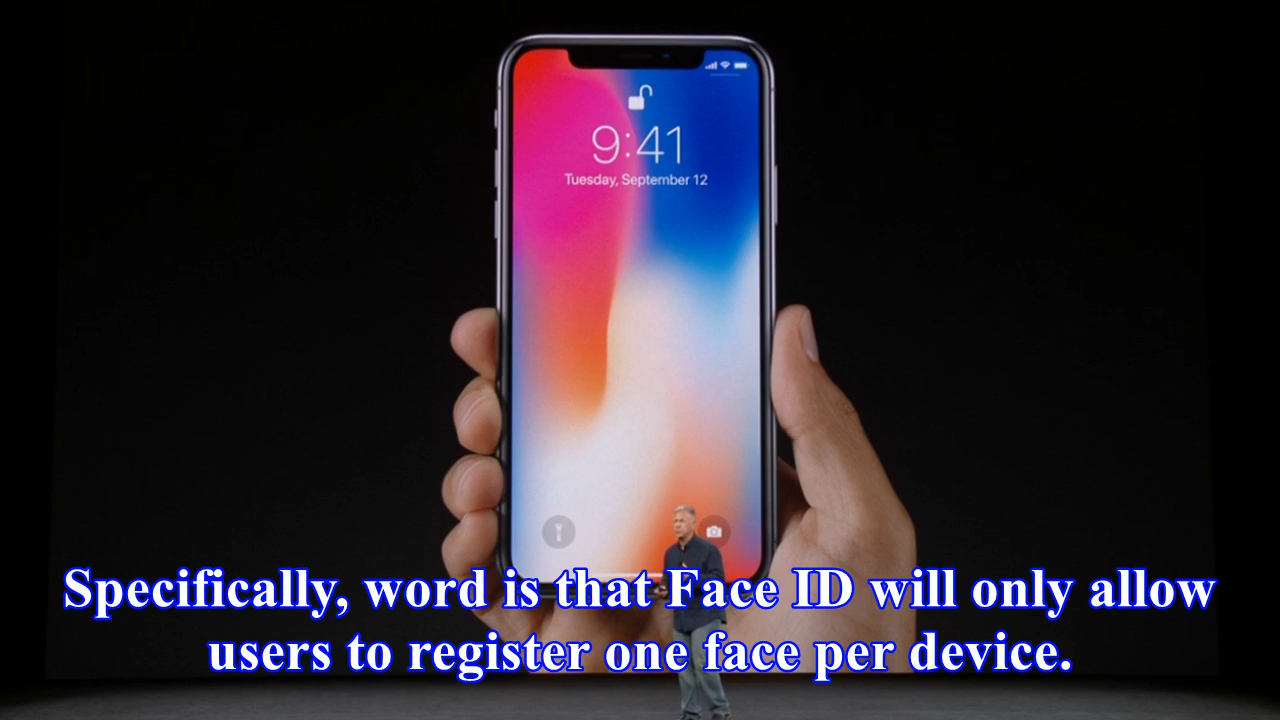 9:41
Tuesday, September 12
Specifically, word is that Face ID will only allow
users to register one face per device.